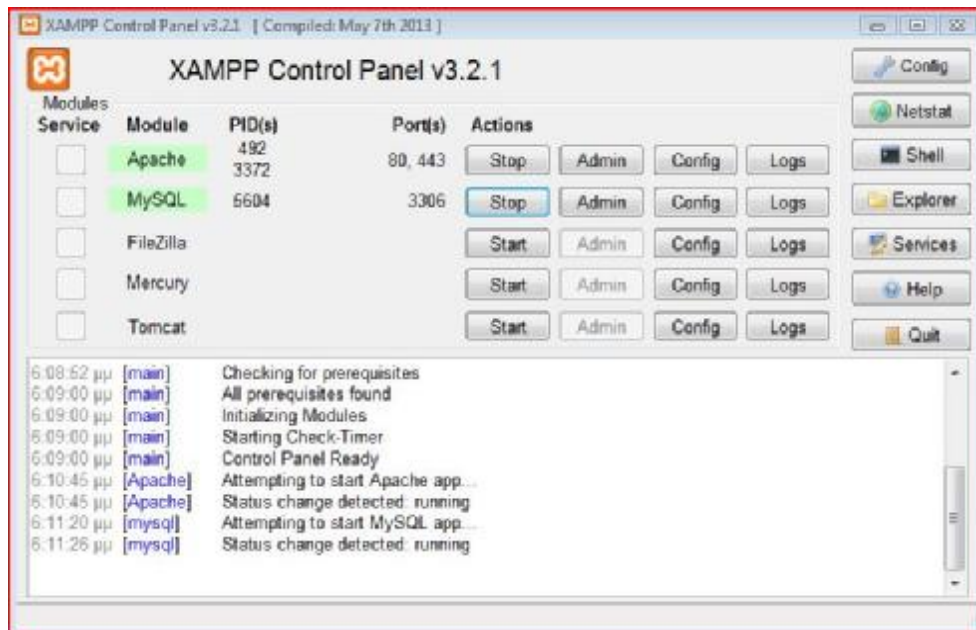 XAMPP Control Panel v3.2.1 [ Compiled: May 7th 2013 ]
XAMPP Control Panel v3.2.1
Config
Modules
Service Module PID(s) Port(s) Actions
Netstat
Apache 492 3372 80, 443 Stop Admin Config Logs
Shell
MySQL 5604 3306 Stop Admin Config Logs
Explorer
FileZilla Start Admin Config Logs
Services
Mercury Start Admin Config Logs
Help
Tomcat Start Admin Config Logs
Quit
6:08:52 μμ [main] Checking for prerequisites
6:09:00 μμ [main] All prerequisites found
6:09:00 μμ [main] Initializing Modules
6:09:00 μμ [main] Starting Check-Timer
6:09:00 μμ [main] Control Panel Ready
6:10:45 μμ [Apache] Attempting to start Apache app...
6:10:45 μμ [Apache] Status change detected: running
6:11:20 μμ [mysql] Attempting to start MySQL app...
6:11:26 μμ [mysql] Status change detected: running